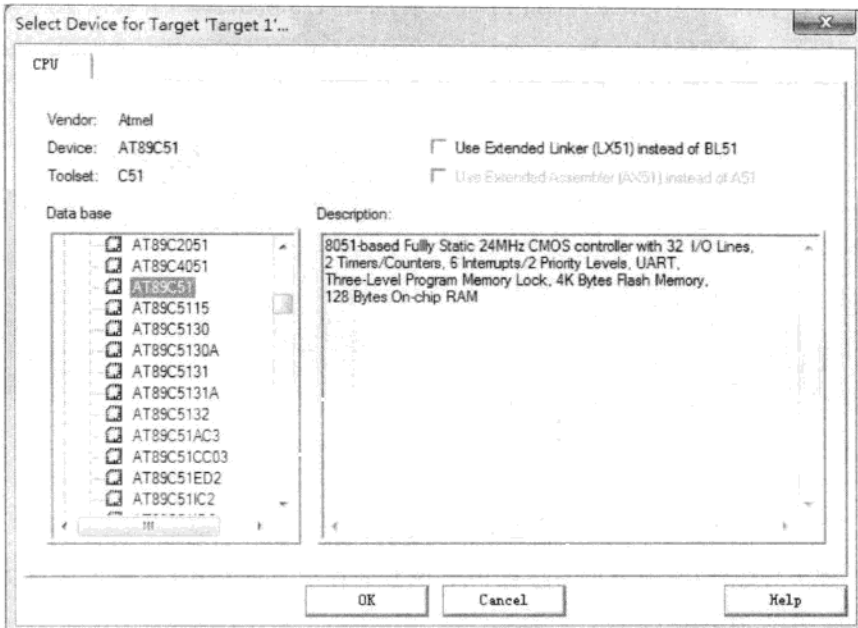 Select Device for Target 'Target 1'...
CPU
Vendor: Atmel
Device: AT89C51
Use Extended Linker (LX51) instead of BL51
Toolset: C51
Use Extended Assembler (AX51) instead of A51
Data base
Description:
AT89C2051
AT89C4051
AT89C51
AT89C5115
AT89C5130
AT89C5130A
AT89C5131
AT89C5131A
AT89C5132
AT89C51AC3
AT89C51CC03
AT89C51ED2
AT89C51IC2
8051-based Fullly Static 24MHz CMOS controller with 32 I/O Lines,
2 Timers/Counters, 6 Interrupts/2 Priority Levels, UART,
Three-Level Program Memory Lock, 4K Bytes Flash Memory,
128 Bytes On-chip RAM
OK
Cancel
Help